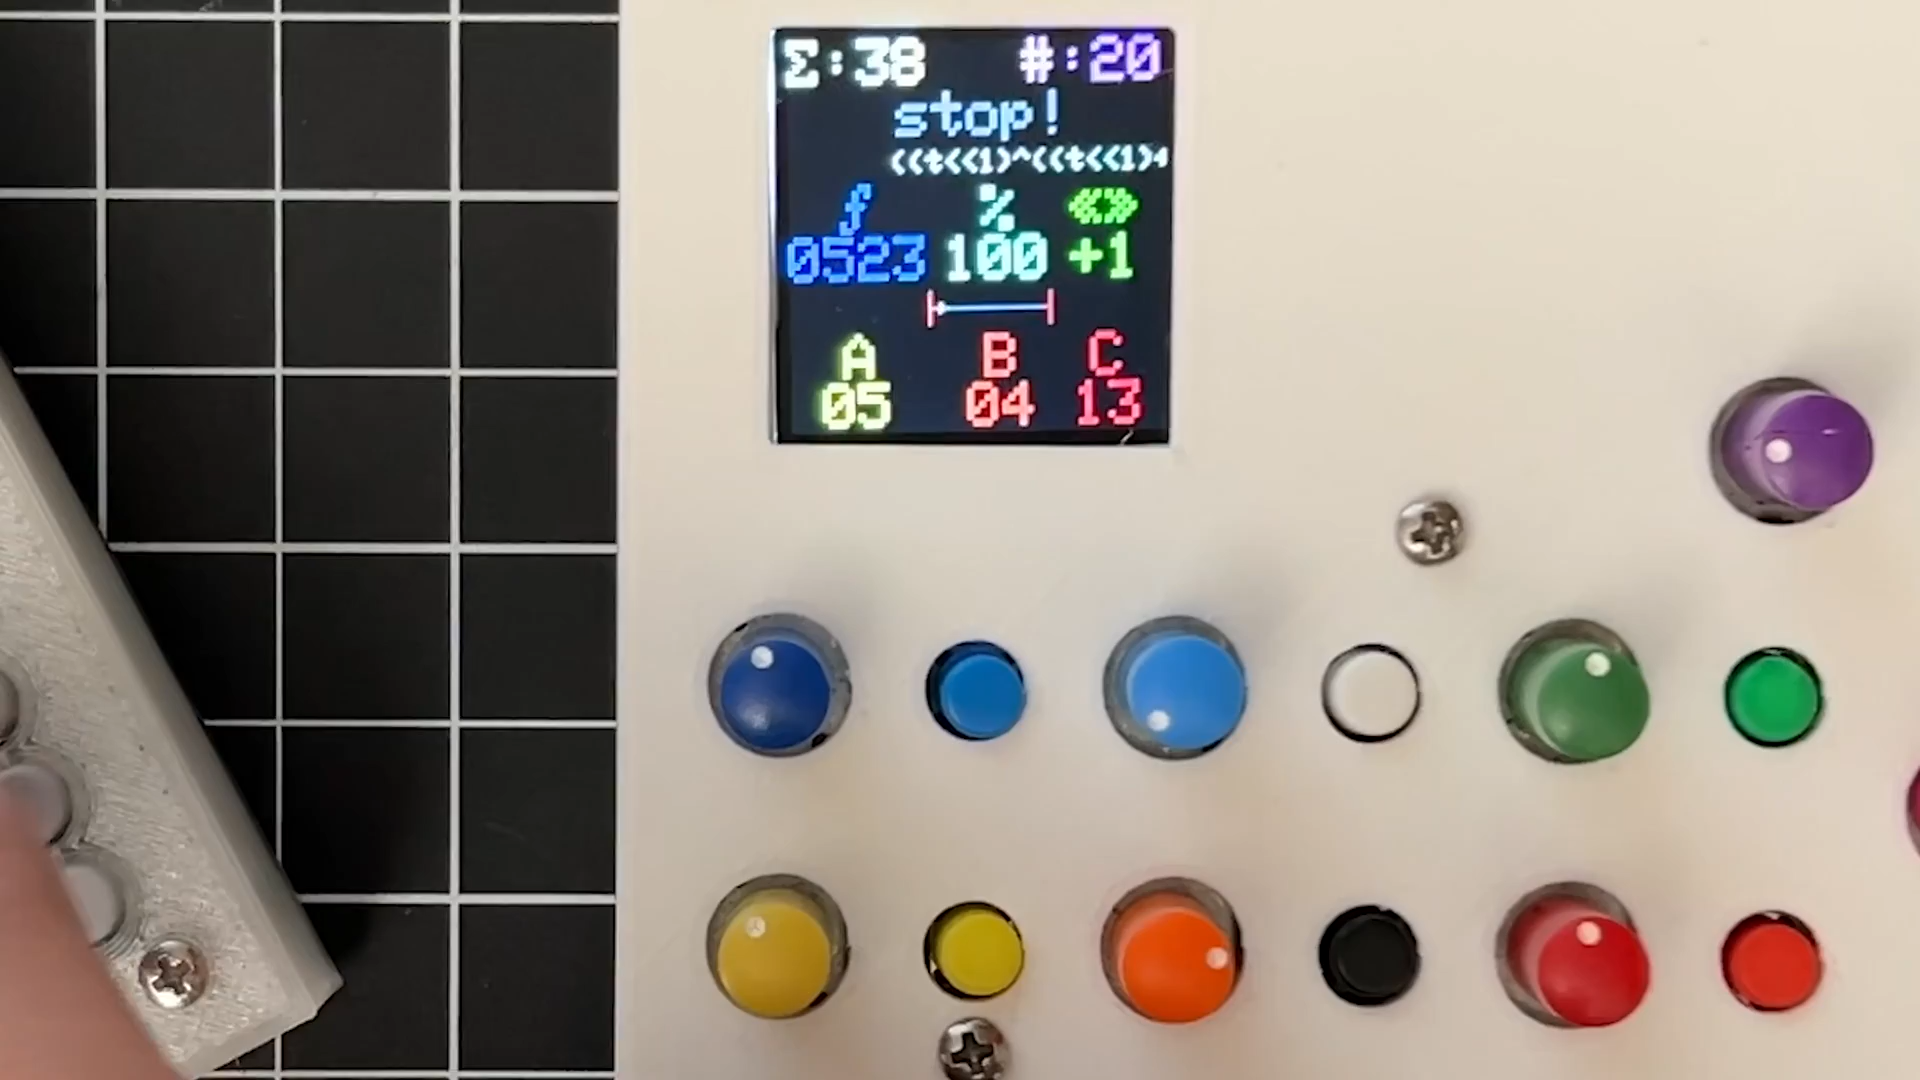 Σ:38 #:20
stop!
((t<<1)^((t<<1)+
f % <>
0523 100 +1
A B C
05 04 13